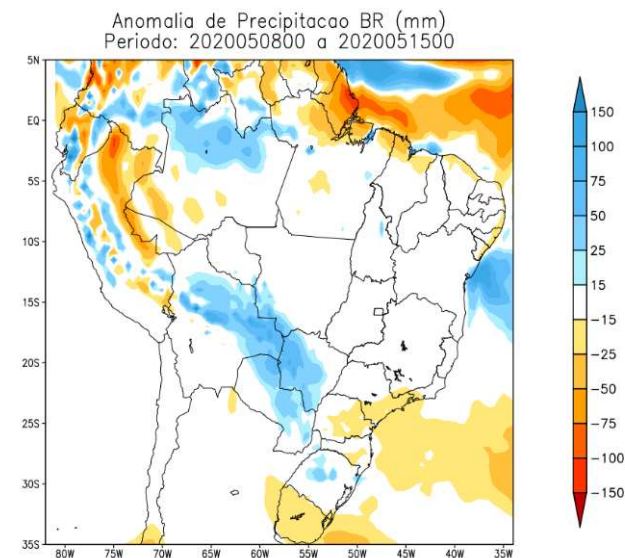 Anomalia de Precipitacao BR (mm)
Periodo: 2020050800 a 2020051500
5N
EQ
5S
10S
15S
20S
25S
30S
35S
80W 75W 70W 65W 60W 55W 50W 45W 40W 35W
150
100
75
50
25
15
−15
−25
−50
−75
−100
−150